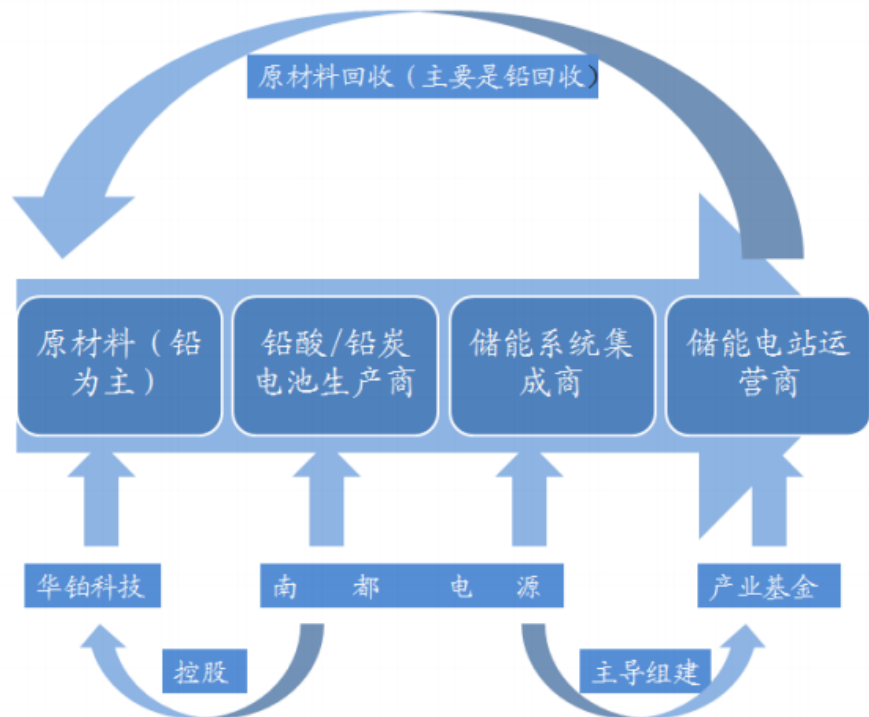 原材料回收（主要是铅回收）
原材料（铅
为主）
铅酸/铅炭
电池生产商
储能系统集
成商
储能电站运
营商
华铂科技
南都电源
产业基金
控股
主导组建